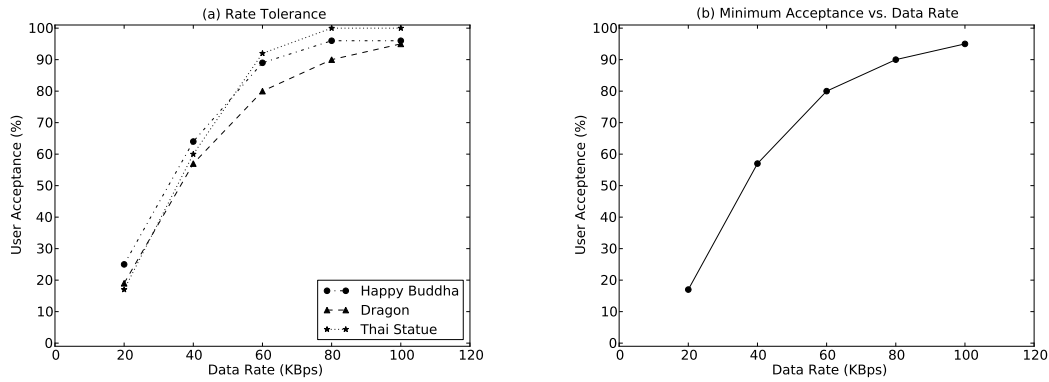 (a) Rate Tolerance
User Acceptance (%)
100
90
80
70
60
50
40
30
20
10
0
Happy Buddha
Dragon
Thai Statue
0 20 40 60 80 100 120
Data Rate (KBps)
(b) Minimum Acceptance vs. Data Rate
User Acceptence (%)
100
90
80
70
60
50
40
30
20
10
0
0 20 40 60 80 100 120
Data Rate (KBps)